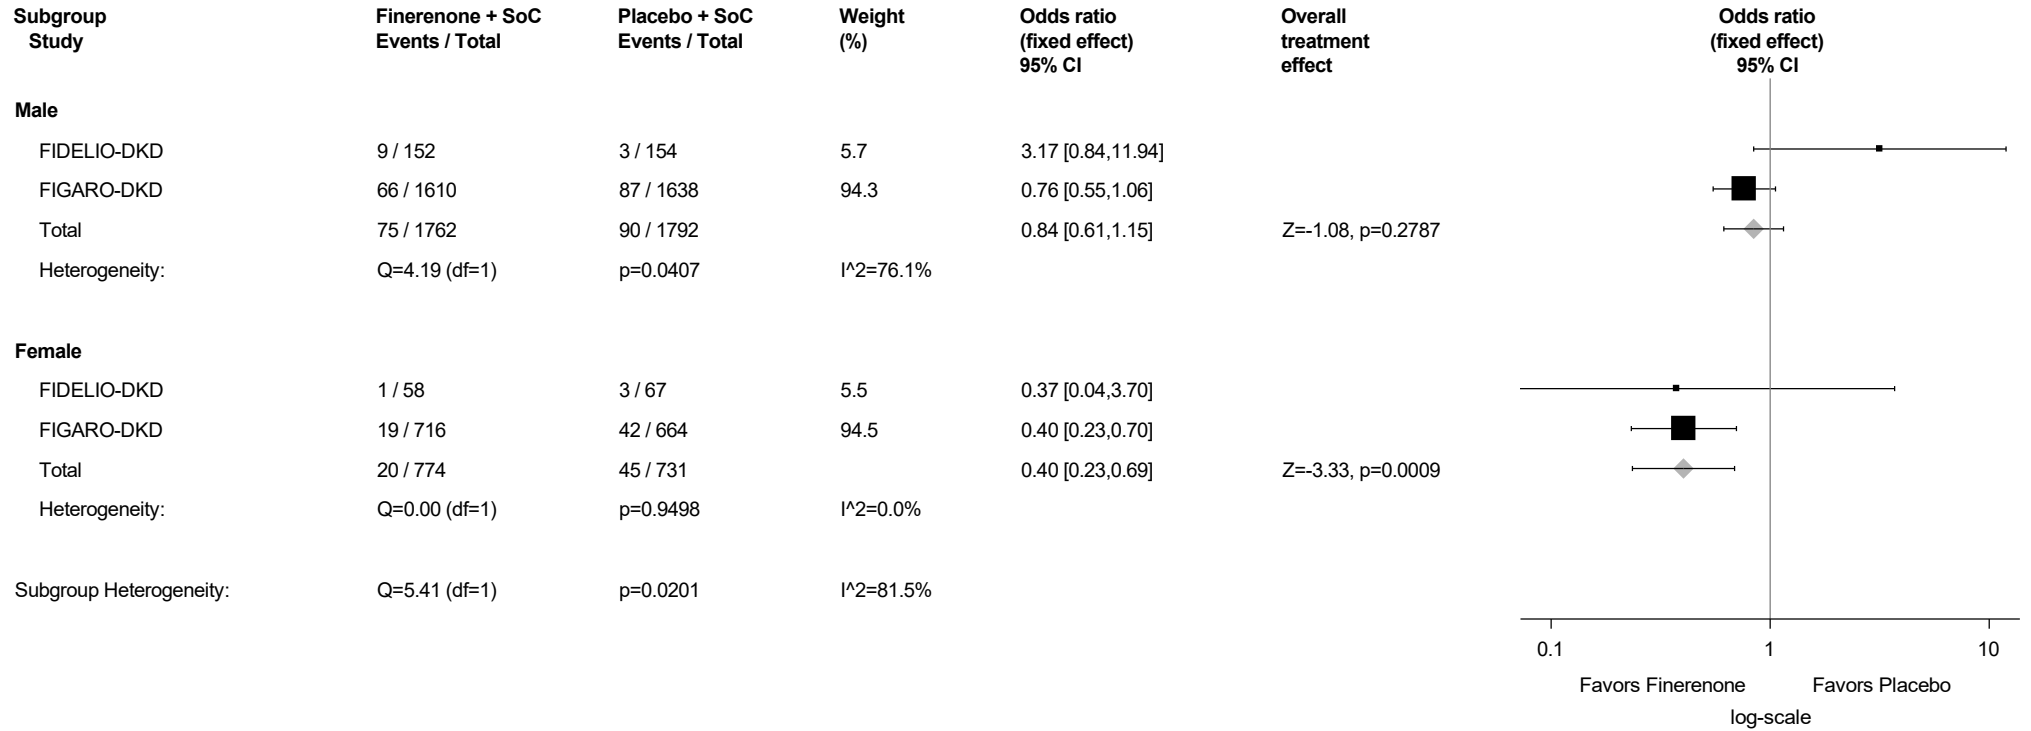 Subgroup Finerenone + SoC Placebo + SoC Weight Odds ratio Overall Odds ratio
Study Events / Total Events / Total (%) (fixed effect) treatment (fixed effect)
95% CI effect 95% CI
Male
FIDELIO-DKD 9 / 152 3 / 154 5.7 3.17 [0.84,11.94]
FIGARO-DKD 66 / 1610 87 / 1638 94.3 0.76 [0.55,1.06]
Total 75 / 1762 90 / 1792 0.84 [0.61,1.15] Z=-1.08, p=0.2787
Heterogeneity: Q=4.19 (df=1) p=0.0407 I^2=76.1%
Female
FIDELIO-DKD 1 / 58 3 / 67 5.5 0.37 [0.04,3.70]
FIGARO-DKD 19 / 716 42 / 664 94.5 0.40 [0.23,0.70]
Total 20 / 774 45 / 731 0.40 [0.23,0.69] Z=-3.33, p=0.0009
Heterogeneity: Q=0.00 (df=1) p=0.9498 I^2=0.0%
Subgroup Heterogeneity: Q=5.41 (df=1) p=0.0201 I^2=81.5%
0.1 1 10
Favors Finerenone Favors Placebo
log-scale